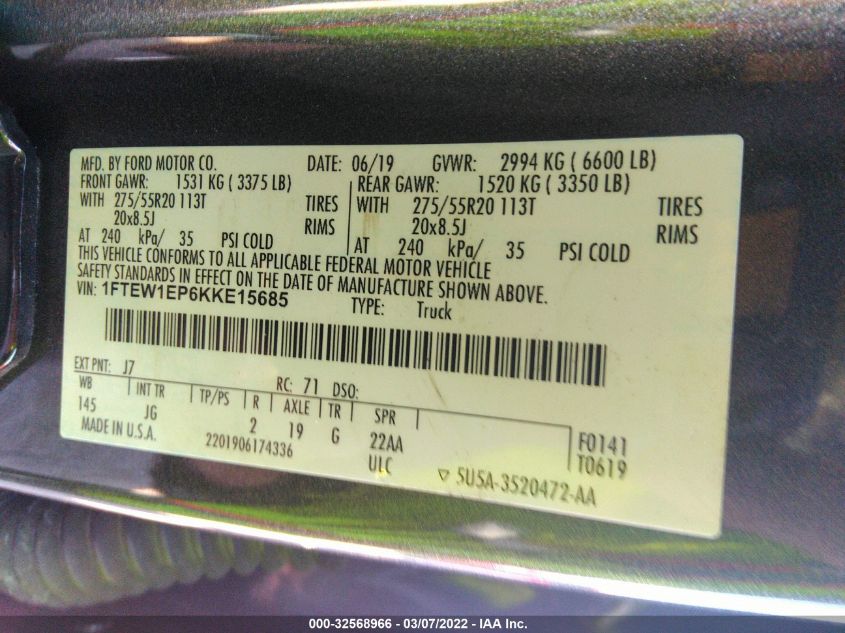 MFD. BY FORD MOTOR CO. DATE: 06/19 GVWR: 2994 KG ( 6600 LB)
FRONT GAWR: 1531 KG ( 3375 LB) REAR GAWR: 1520 KG ( 3350 LB)
WITH 275/55R20 113T TIRES WITH 275/55R20 113T TIRES
20x8.5J RIMS 20x8.5J RIMS
AT 240 kPa/ 35 PSI COLD AT 240 kPa/ 35 PSI COLD
THIS VEHICLE CONFORMS TO ALL APPLICABLE FEDERAL MOTOR VEHICLE
SAFETY STANDARDS IN EFFECT ON THE DATE OF MANUFACTURE SHOWN ABOVE.
VIN: 1FTEW1EP6KKE15685 TYPE: Truck
EXT PNT: J7 RC: 71 DSO:
WB INT TR TP/PS R AXLE TR SPR
145 JG 2 19 G 22AA F0141
MADE IN U.S.A. 2201906174336 ULC T0619
▽ 5U5A-3520472-AA
000-32568966 — 03/07/2022 — IAA Inc.